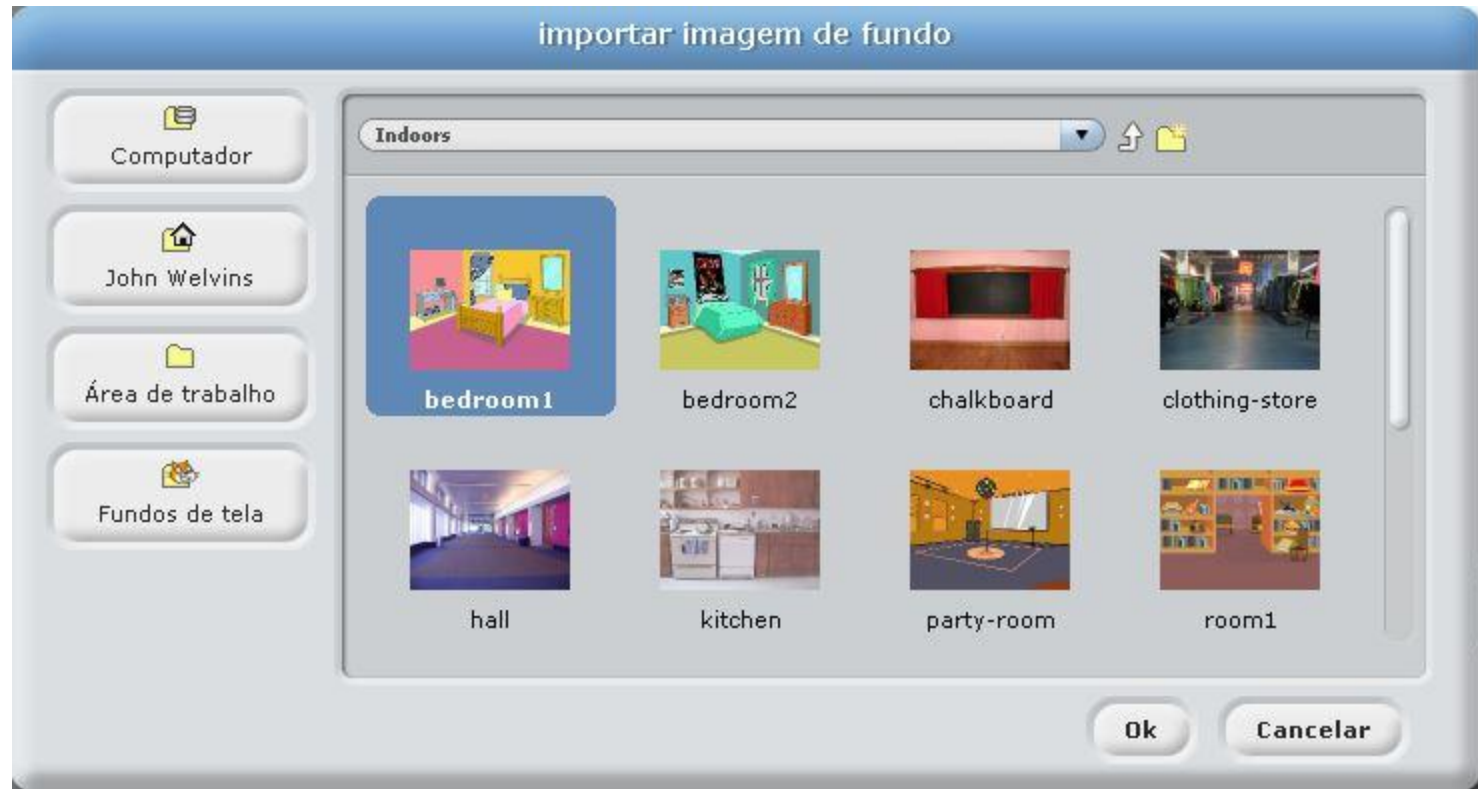 importar imagem de fundo
Computador
John Welvins
Área de trabalho
Fundos de tela
Indoors
bedroom1
bedroom2
chalkboard
clothing-store
hall
kitchen
party-room
room1
Ok
Cancelar